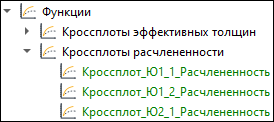 Функции
Кроссплоты эффективных толщин
Кроссплоты расчлененности
Кроссплот_Ю1_1_Расчлененность
Кроссплот_Ю1_2_Расчлененность
Кроссплот_Ю2_1_Расчлененность